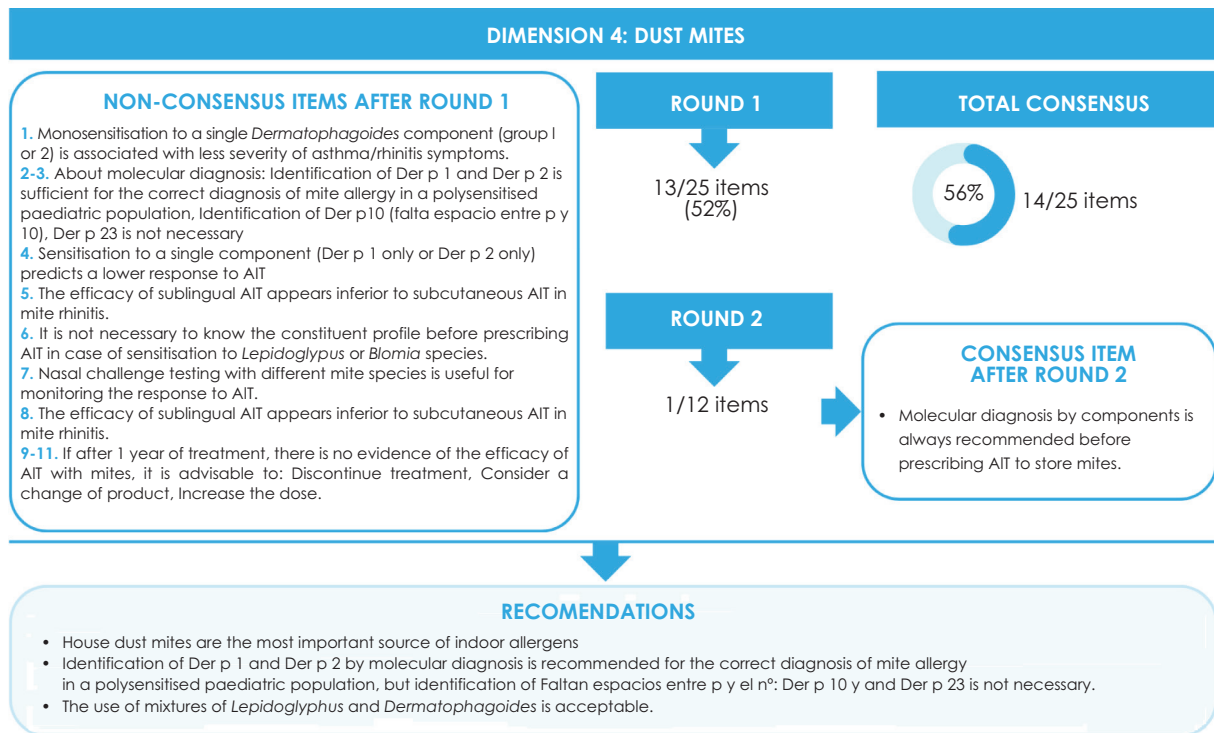 DIMENSION 4: DUST MITES
NON-CONSENSUS ITEMS AFTER ROUND 1
1. Monosensitisation to a single Dermatophagoides component (group I
or 2) is associated with less severity of asthma/rhinitis symptoms.
2-3. About molecular diagnosis: Identification of Der p 1 and Der p 2 is
sufficient for the correct diagnosis of mite allergy in a polysensitised
paediatric population, Identification of Der p10 (falta espacio entre p y
10), Der p 23 is not necessary
4. Sensitisation to a single component (Der p 1 only or Der p 2 only)
predicts a lower response to AIT
5. The efficacy of sublingual AIT appears inferior to subcutaneous AIT in
mite rhinitis.
6. It is not necessary to know the constituent profile before prescribing
AIT in case of sensitisation to Lepidoglypus or Blomia species.
7. Nasal challenge testing with different mite species is useful for
monitoring the response to AIT.
8. The efficacy of sublingual AIT appears inferior to subcutaneous AIT in
mite rhinitis.
9-11. If after 1 year of treatment, there is no evidence of the efficacy of
AIT with mites, it is advisable to: Discontinue treatment, Consider a
change of product, Increase the dose.
ROUND 1
13/25 items
(52%)
TOTAL CONSENSUS
56%
14/25 items
ROUND 2
1/12 items
CONSENSUS ITEM
AFTER ROUND 2
• Molecular diagnosis by components is
always recommended before
prescribing AIT to store mites.
RECOMENDATIONS
• House dust mites are the most important source of indoor allergens
• Identification of Der p 1 and Der p 2 by molecular diagnosis is recommended for the correct diagnosis of mite allergy
in a polysensitised paediatric population, but identification of Faltan espacios entre p y el nº: Der p 10 y and Der p 23 is not necessary.
• The use of mixtures of Lepidoglyphus and Dermatophagoides is acceptable.